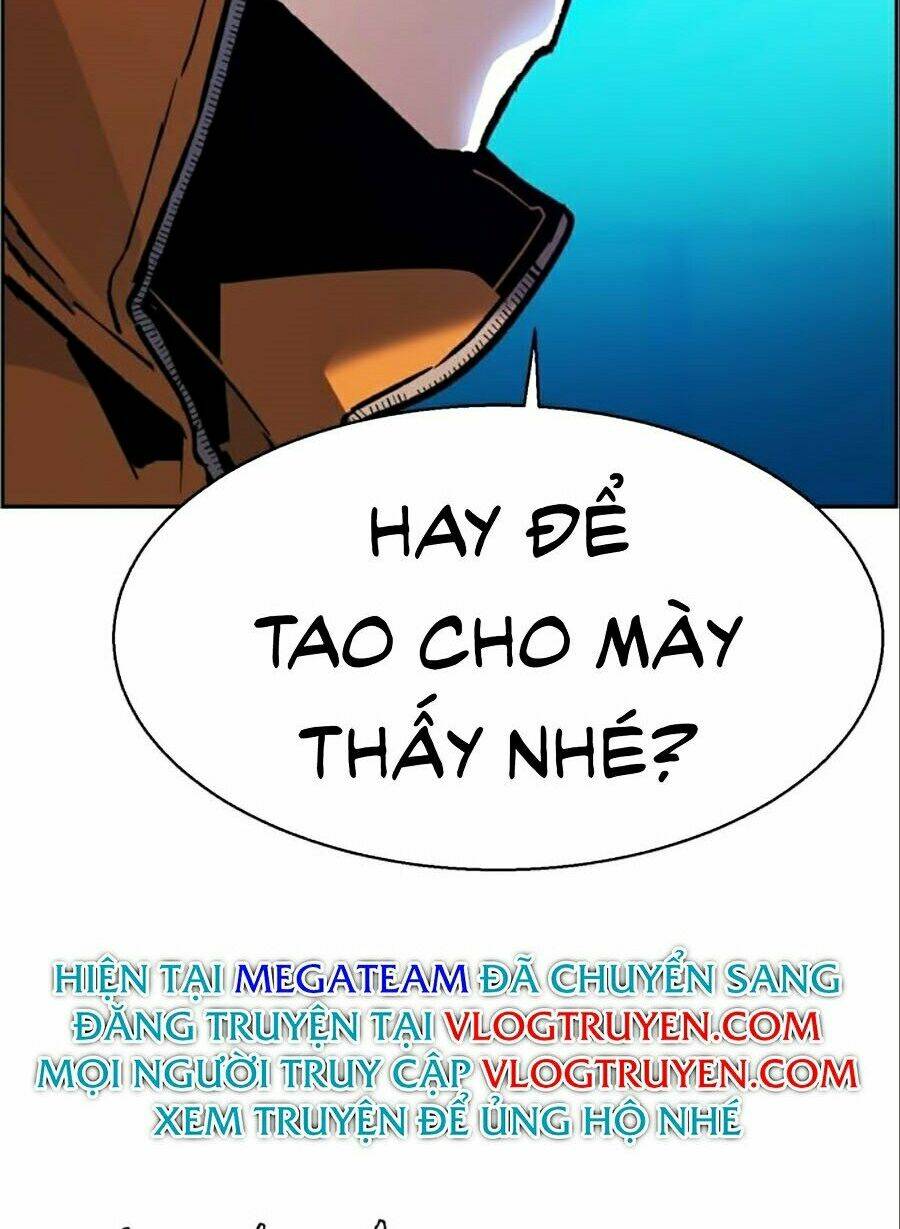 HAY ĐỂ
TAO CHO MÀY
THẤY NHÉ?
HIỆN TẠI MEGATEAM ĐÃ CHUYỂN SANG
ĐĂNG TRUYỆN TẠI VLOGTRUYEN.COM
MỌI NGƯỜI TRUY CẬP VLOGTRUYEN.COM
XEM TRUYỆN ĐỂ ỦNG HỘ NHÉ